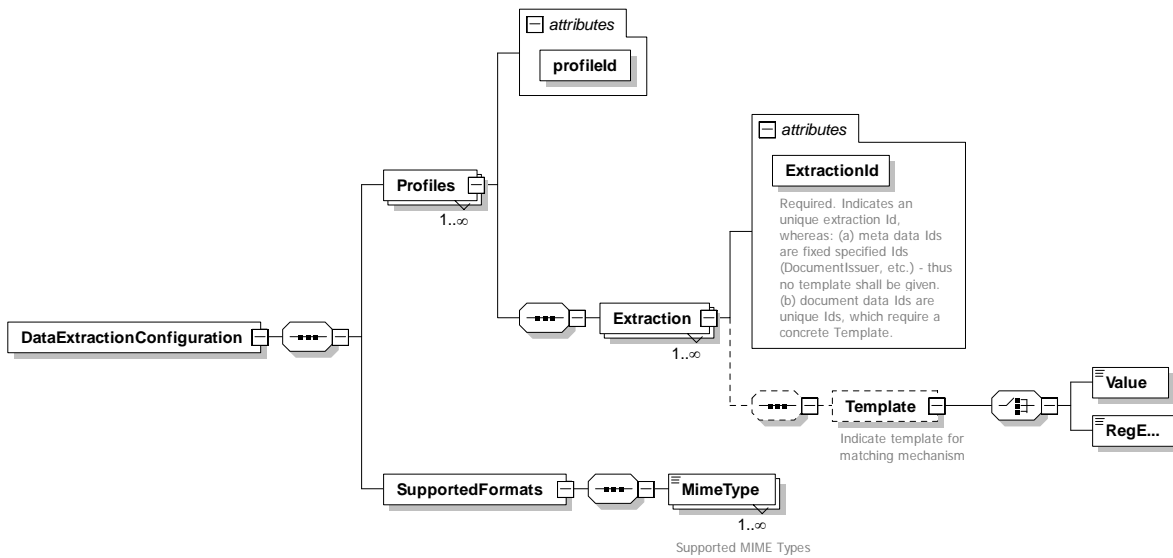 attributes
profileId
attributes
ExtractionId
Required. Indicates an
unique extraction Id,
whereas: (a) meta data Ids
are fixed specified Ids
(DocumentIssuer, etc.) - thus
no template shall be given.
(b) document data Ids are
unique Ids, which require a
concrete Template.
Profiles
1..∞
Extraction
1..∞
DataExtractionConfiguration
Value
Template
RegE...
Indicate template for
matching mechanism
SupportedFormats
MimeType
1..∞
Supported MIME Types